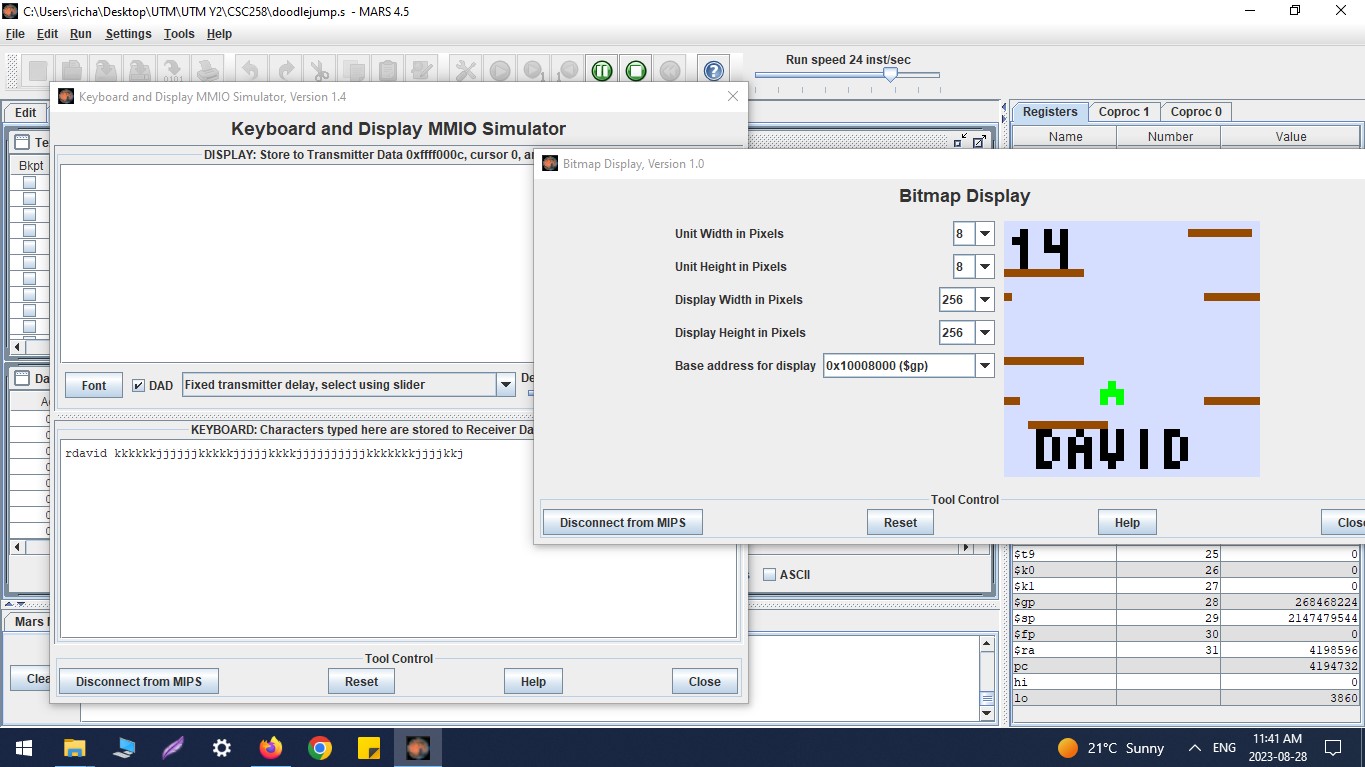 C:\Users\richa\Desktop\UTM\UTM Y2\CSC258\doodlejump.s - MARS 4.5
File Edit Run Settings Tools Help
Run speed 24 inst/sec
Edit
Bkpt
Keyboard and Display MMIO Simulator, Version 1.4
Keyboard and Display MMIO Simulator
DISPLAY: Store to Transmitter Data 0xffff000c, cursor 0,
Font
DAD
Fixed transmitter delay, select using slider
KEYBOARD: Characters typed here are stored to Receiver
rdavid kkkkkkjjjjjjkkkkkjjjjjkkkkjjjjjjjjjjkkkkkkkjjjjkkj
Tool Control
Disconnect from MIPS
Reset
Help
Close
Bitmap Display, Version 1.0
Bitmap Display
Unit Width in Pixels 8
Unit Height in Pixels 8
Display Width in Pixels 256
Display Height in Pixels 256
Base address for display 0x10008000 ($gp)
14
DAVID
Tool Control
Disconnect from MIPS
Reset
Help
ASCII
Registers Coproc 1 Coproc 0
Name Number Value
$t9 25 0
$k0 26 0
$k1 27 0
$gp 28 268468224
$sp 29 2147479544
$fp 30 0
$ra 31 4198596
pc 4194732
hi 0
lo 3860
21°C Sunny
ENG
11:41 AM
2023-08-28